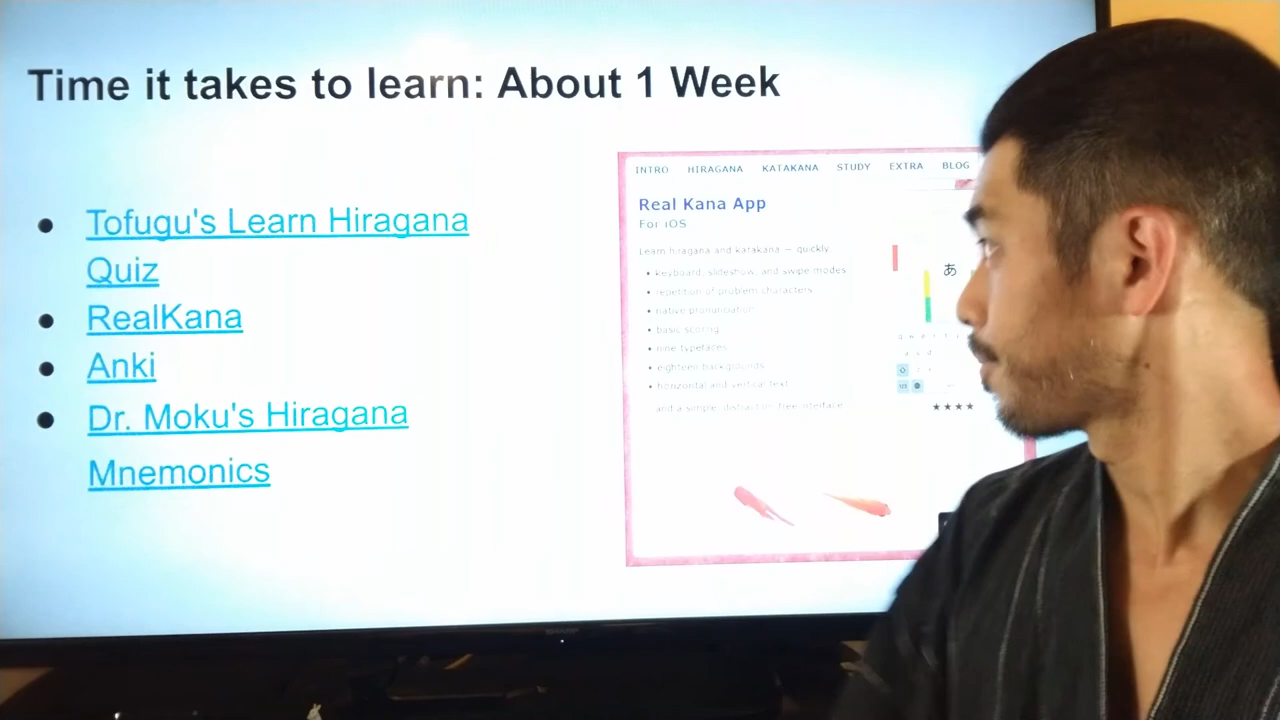 Time it takes to learn: About 1 Week
● Tofugu's Learn Hiragana
Quiz
● RealKana
● Anki
● Dr. Moku's Hiragana
Mnemonics
INTRO HIRAGANA KATAKANA STUDY EXTRA BLOG
Real Kana App
For iOS
Learn hiragana and katakana — quickly
• keyboard, slideshow, and swipe modes
• repetition of problem characters
• native pronunciation
• basic scoring
• nine typefaces
• eighteen backgrounds
• horizontal and vertical text
and a simple, distraction free interface
あ
★★★★